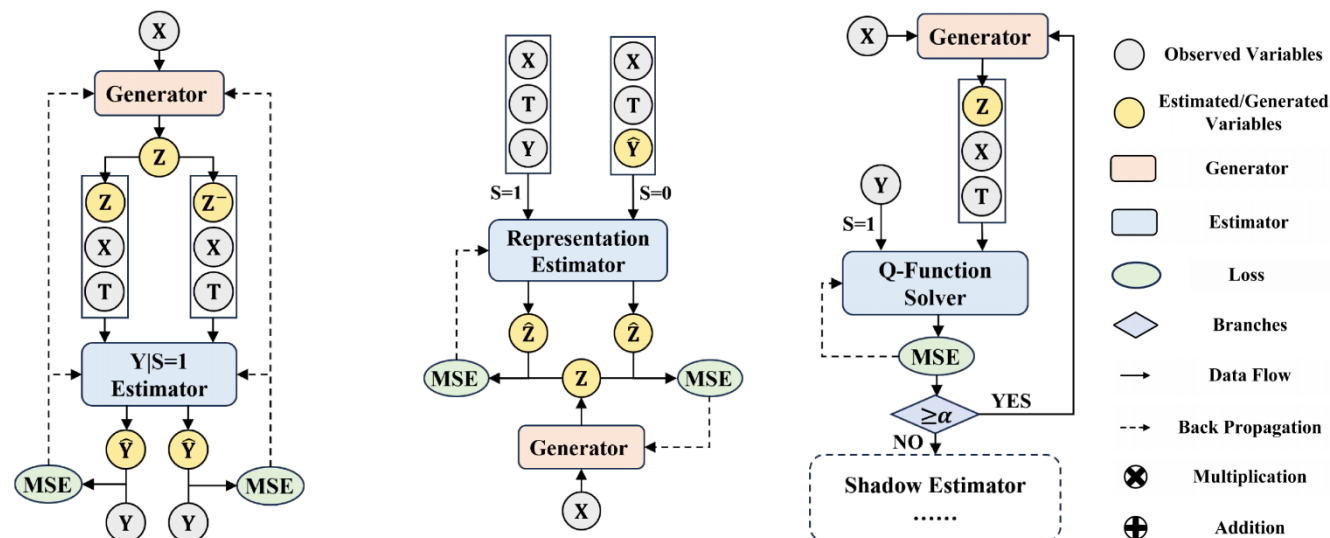 X
Generator
Z
Z
Z⁻
X
X
T
T
Y|S=1
Estimator
Ŷ
Ŷ
MSE
MSE
Y
Y
X
X
T
T
Y
Ŷ
S=1
S=0
Representation
Estimator
Ẑ
Ẑ
MSE
Z
MSE
Generator
X
X
Generator
Z
X
T
Y
S=1
Q-Function
Solver
MSE
≥α
YES
NO
Shadow Estimator
......
Observed Variables
Estimated/Generated
Variables
Generator
Estimator
Loss
Branches
Data Flow
Back Propagation
Multiplication
Addition